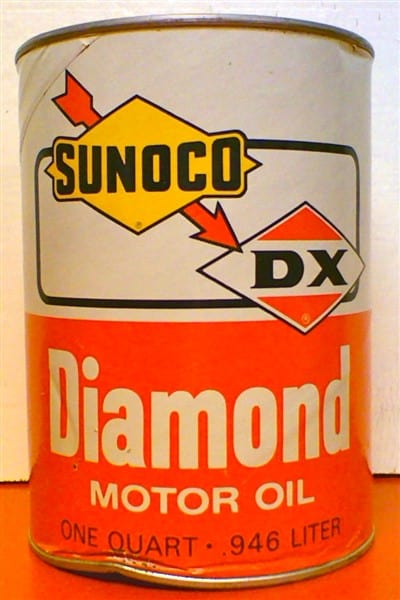 SUNOCO
®
DX
®
Diamond
MOTOR OIL
ONE QUART · .946 LITER